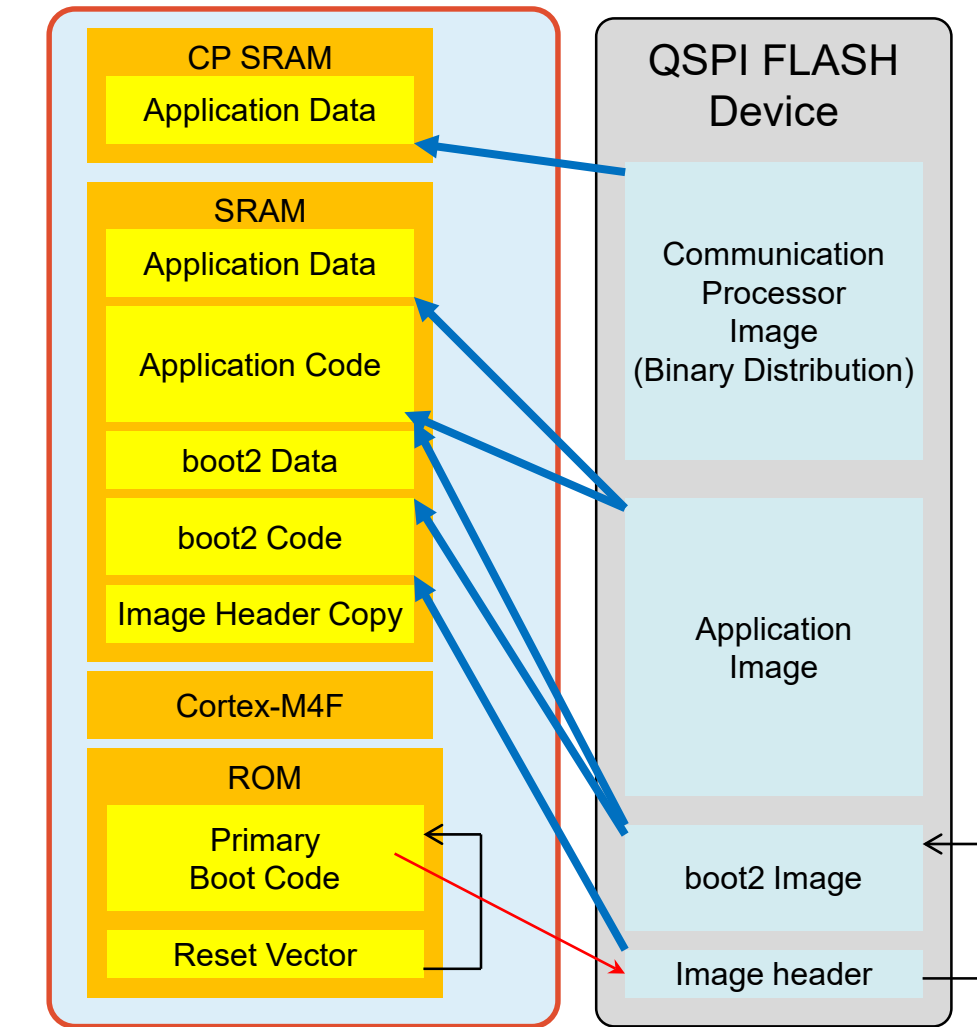 CP SRAM
Application Data
SRAM
Application Data
Application Code
boot2 Data
boot2 Code
Image Header Copy
Cortex-M4F
ROM
Primary
Boot Code
Reset Vector
QSPI FLASH
Device
Communication
Processor
Image
(Binary Distribution)
Application
Image
boot2 Image
Image header